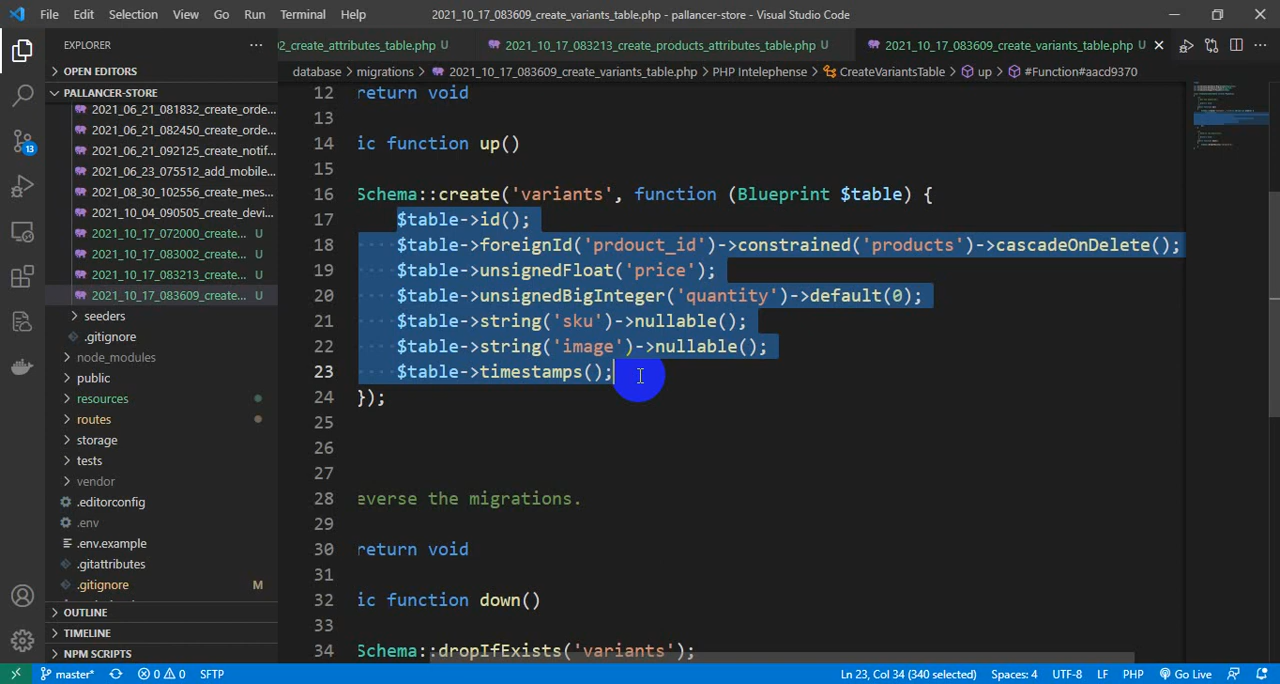 File Edit Selection View Go Run Terminal Help 2021_10_17_083609_create_variants_table.php - pallancer-store - Visual Studio Code
EXPLORER
02_create_attributes_table.php U
2021_10_17_083213_create_products_attributes_table.php U
2021_10_17_083609_create_variants_table.php U
OPEN EDITORS
database > migrations > 2021_10_17_083609_create_variants_table.php > PHP Intelephense > CreateVariantsTable > up > #Function#aacd9370
PALLANCER-STORE
2021_06_21_081832_create_orde...
2021_06_21_082450_create_orde...
2021_06_21_092125_create_notif...
2021_06_23_075512_add_mobile...
2021_08_30_102556_create_mes...
2021_10_04_090505_create_devi...
2021_10_17_072000_create... U
2021_10_17_083002_create... U
2021_10_17_083213_create... U
2021_10_17_083609_create... U
seeders
.gitignore
node_modules
public
resources
routes
storage
tests
vendor
.editorconfig
.env
.env.example
.gitattributes
.gitignore M
OUTLINE
TIMELINE
NPM SCRIPTS
13
12 return void
13
14 ic function up()
15
16 Schema::create('variants', function (Blueprint $table) {
17 $table->id();
18 $table->foreignId('prdouct_id')->constrained('products')->cascadeOnDelete();
19 $table->unsignedFloat('price');
20 $table->unsignedBigInteger('quantity')->default(0);
21 $table->string('sku')->nullable();
22 $table->string('image')->nullable();
23 $table->timestamps();
24 });
25
26
27
28 everse the migrations.
29
30 return void
31
32 ic function down()
33
34 Schema::dropIfExists('variants');
master* 0 0 SFTP Ln 23, Col 34 (340 selected) Spaces: 4 UTF-8 LF PHP Go Live